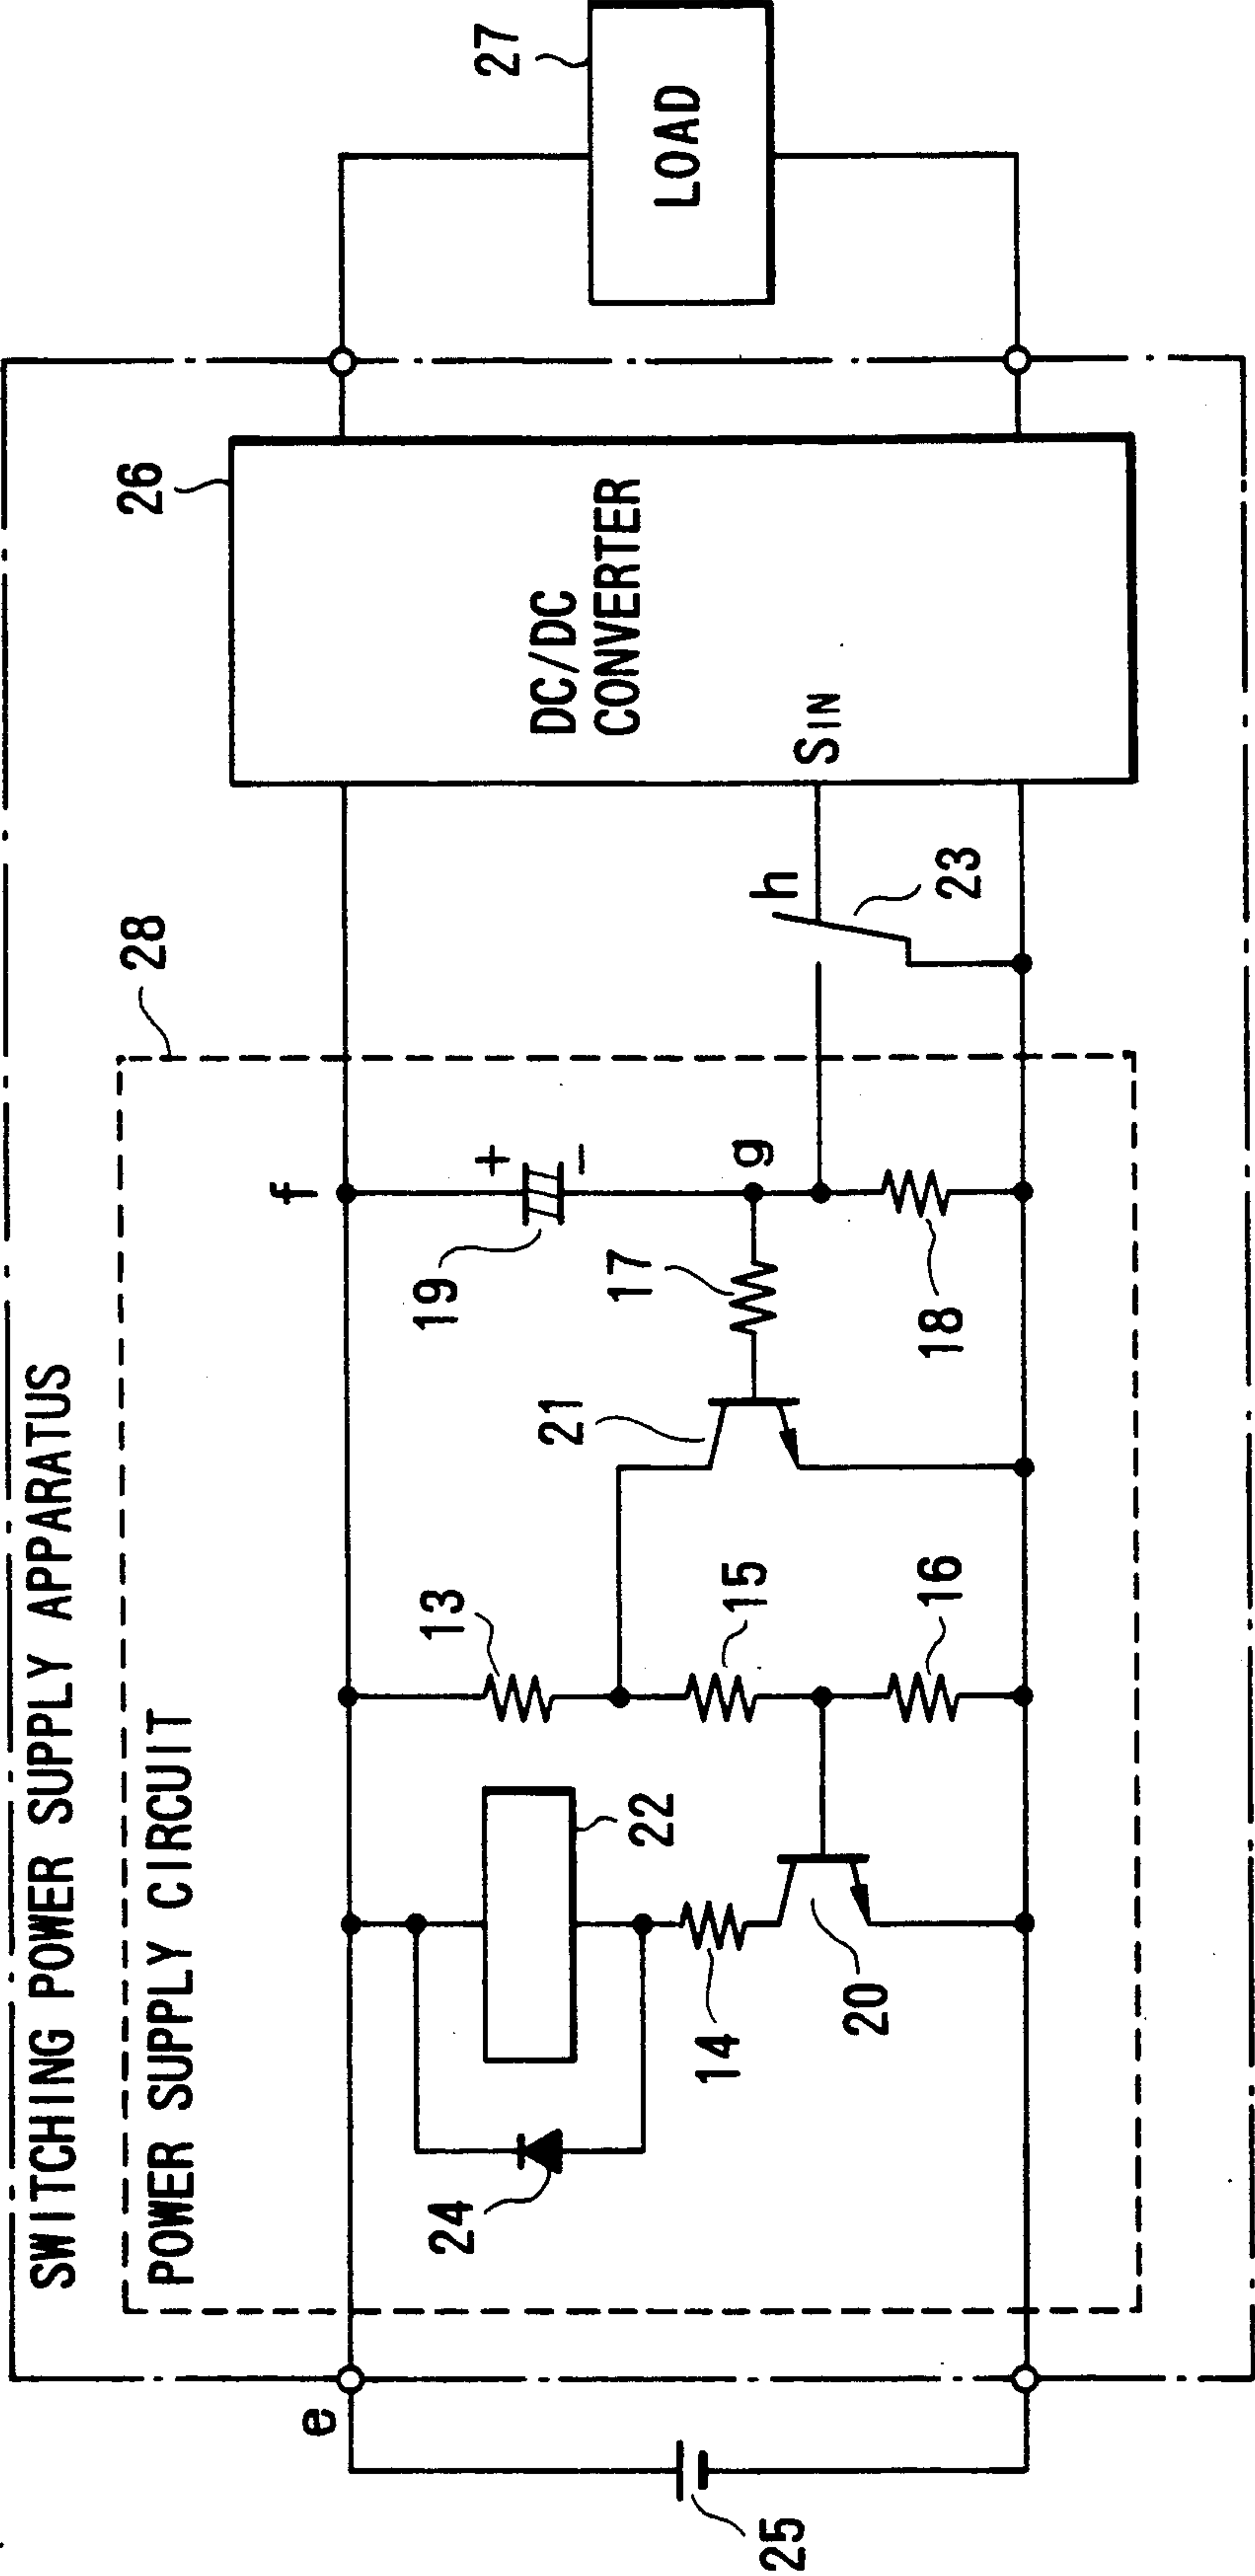 SWITCHING POWER SUPPLY APPARATUS
POWER SUPPLY CIRCUIT
28
26
27
e
f
24
22
13
19
+
−
14
15
21
17
g
h
20
16
18
23
25
DC/DC
CONVERTER
SIN
LOAD